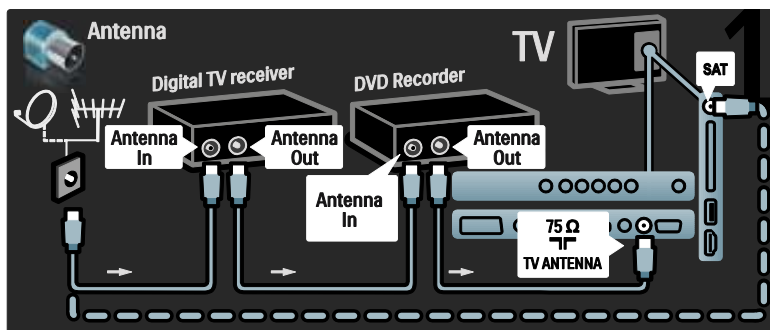 Antenna
TV
1
SAT
Digital TV receiver
DVD Recorder
Antenna
In
Antenna
Out
Antenna
In
Antenna
Out
75 Ω
TV ANTENNA